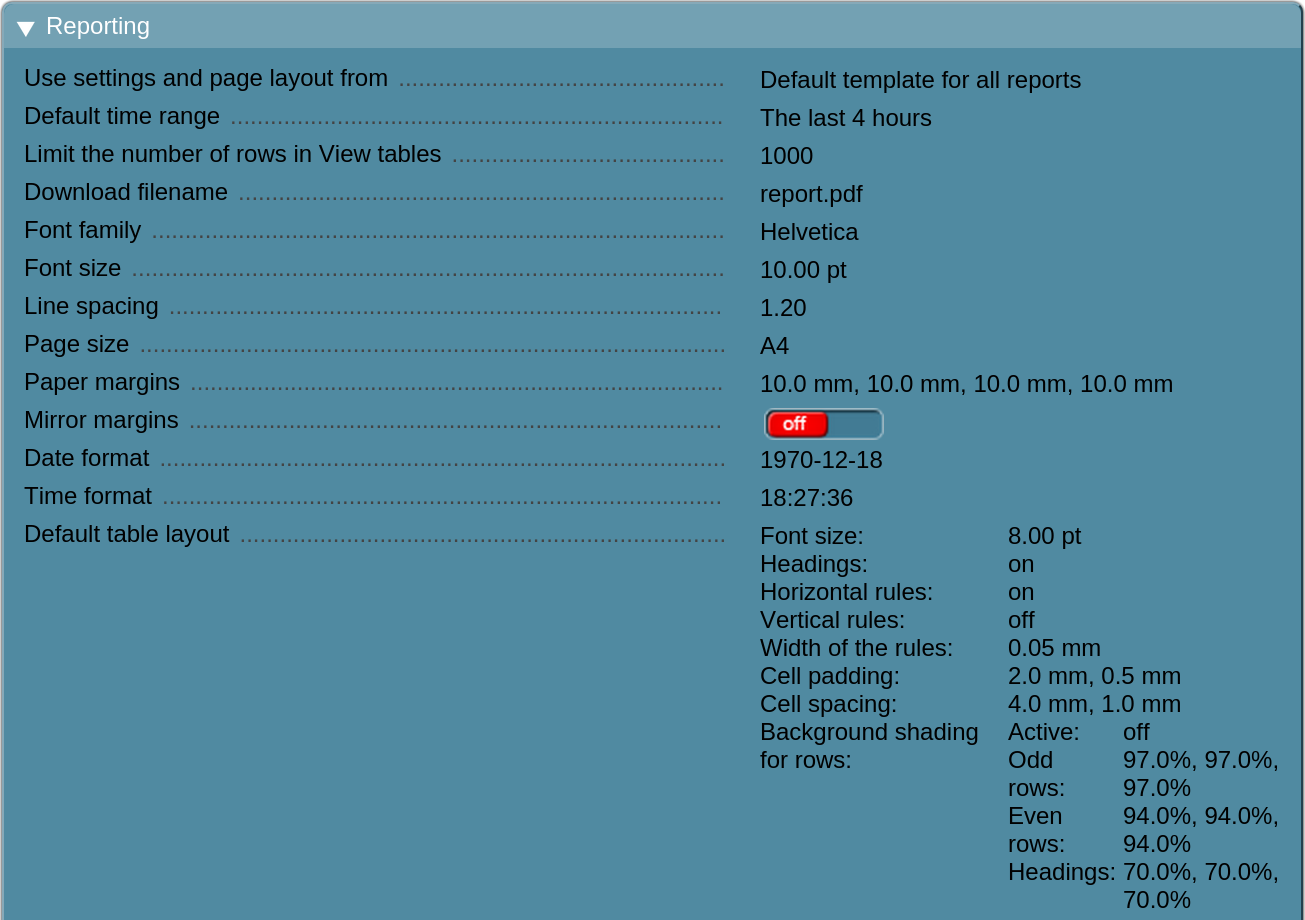 Reporting
Use settings and page layout from Default template for all reports
Default time range The last 4 hours
Limit the number of rows in View tables 1000
Download filename report.pdf
Font family Helvetica
Font size 10.00 pt
Line spacing 1.20
Page size A4
Paper margins 10.0 mm, 10.0 mm, 10.0 mm, 10.0 mm
Mirror margins off
Date format 1970-12-18
Time format 18:27:36
Default table layout Font size: 8.00 pt
Headings: on
Horizontal rules: on
Vertical rules: off
Width of the rules: 0.05 mm
Cell padding: 2.0 mm, 0.5 mm
Cell spacing: 4.0 mm, 1.0 mm
Background shading Active: off
for rows: Odd 97.0%, 97.0%,
rows: 97.0%
Even 94.0%, 94.0%,
rows: 94.0%
Headings: 70.0%, 70.0%,
70.0%